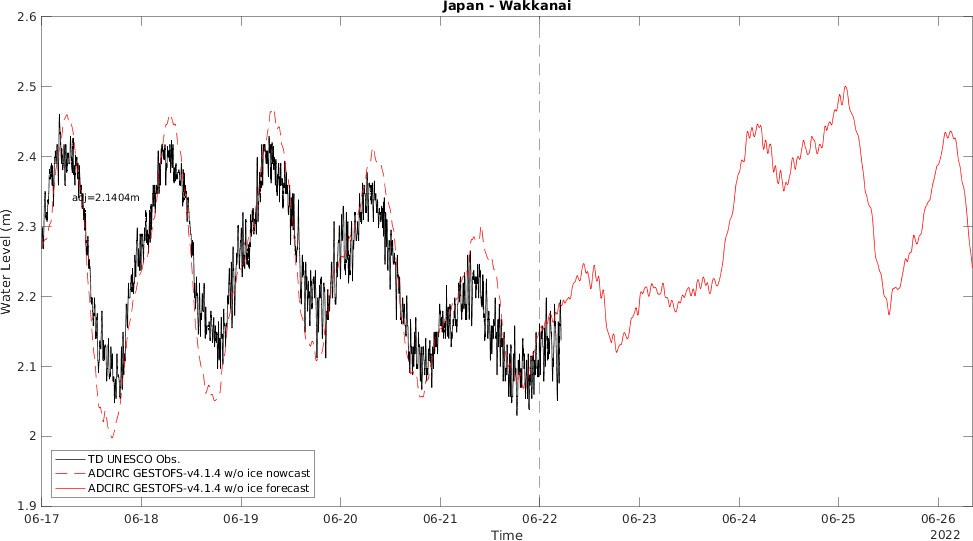 Japan - Wakkanai
2.6
2.5
2.4
2.3
2.2
2.1
2
1.9
Water Level (m)
adj=2.1404m
TD UNESCO Obs.
ADCIRC GESTOFS-v4.1.4 w/o ice nowcast
ADCIRC GESTOFS-v4.1.4 w/o ice forecast
06-17 06-18 06-19 06-20 06-21 06-22 06-23 06-24 06-25 06-26
Time
2022